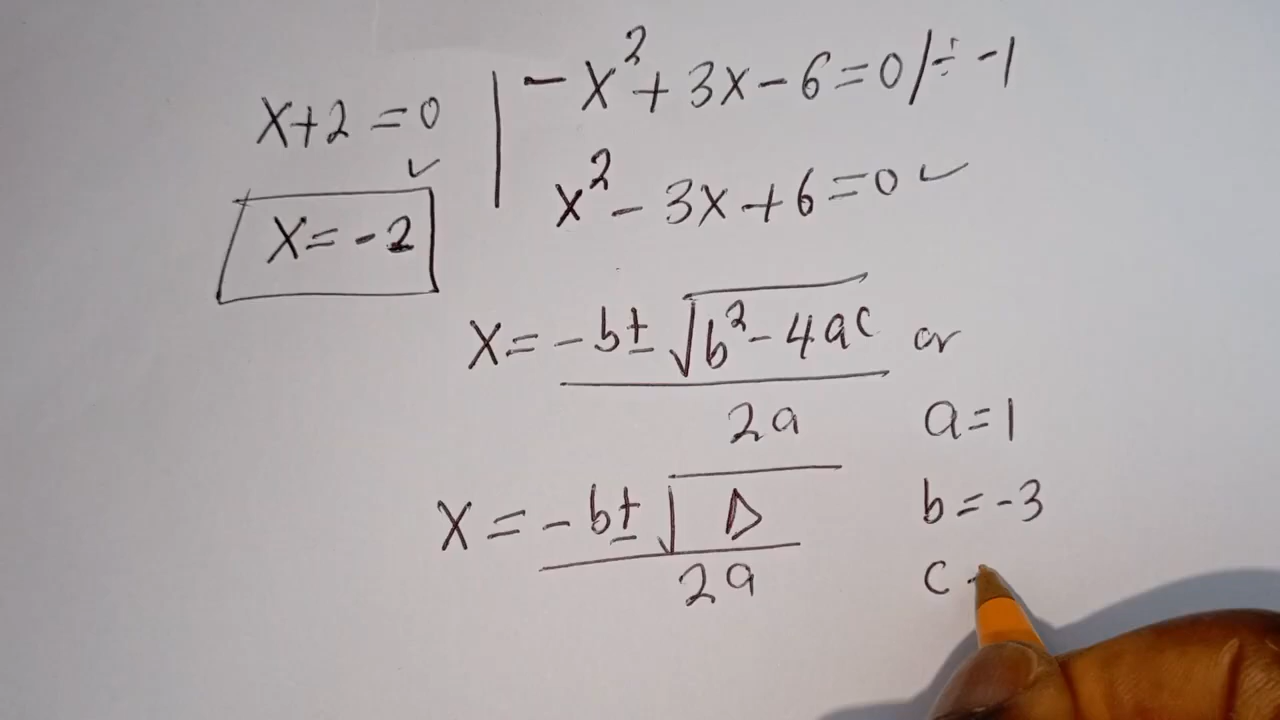 x+2=0
x=-2
-x²+3x-6=0/÷-1
x²-3x+6=0
x=-b±√b²-4ac or
2a
x=-b±√Δ
2a
a=1
b=-3
c =